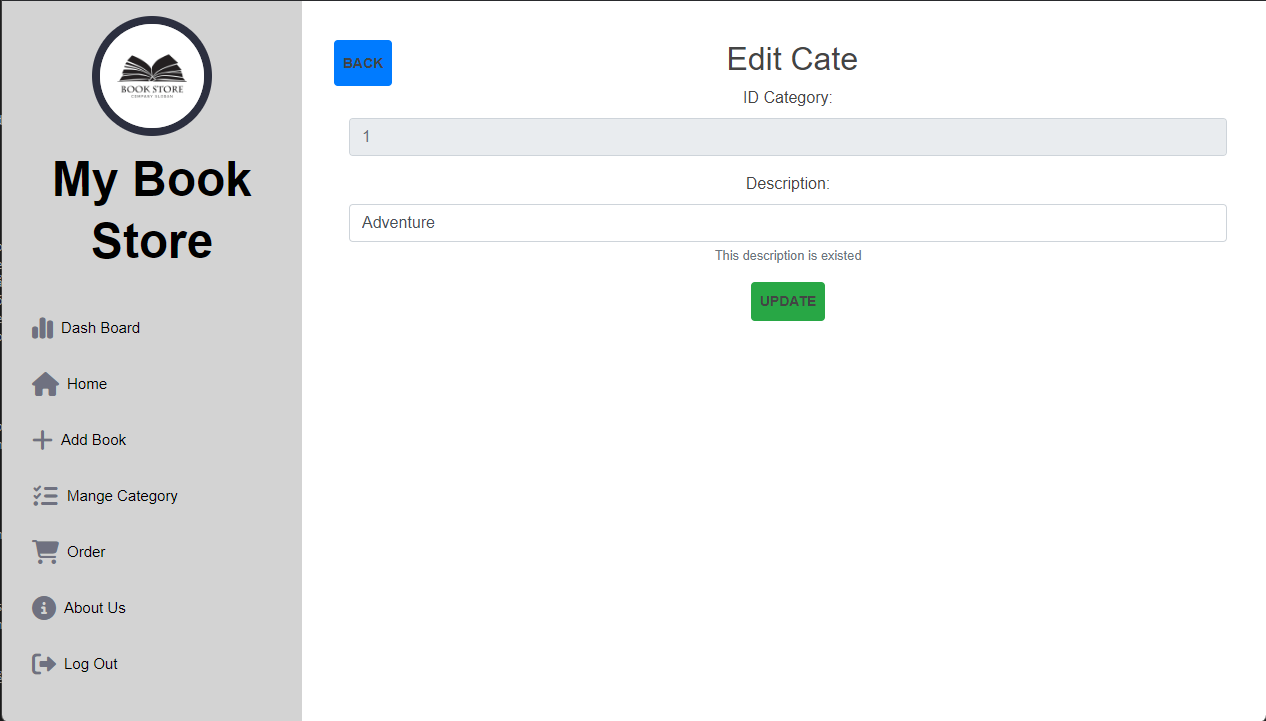 BOOK STORE
COMPANY SLOGAN
My Book
Store
Dash Board
Home
Add Book
Mange Category
Order
About Us
Log Out
BACK
Edit Cate
ID Category:
1
Description:
Adventure
This description is existed
UPDATE